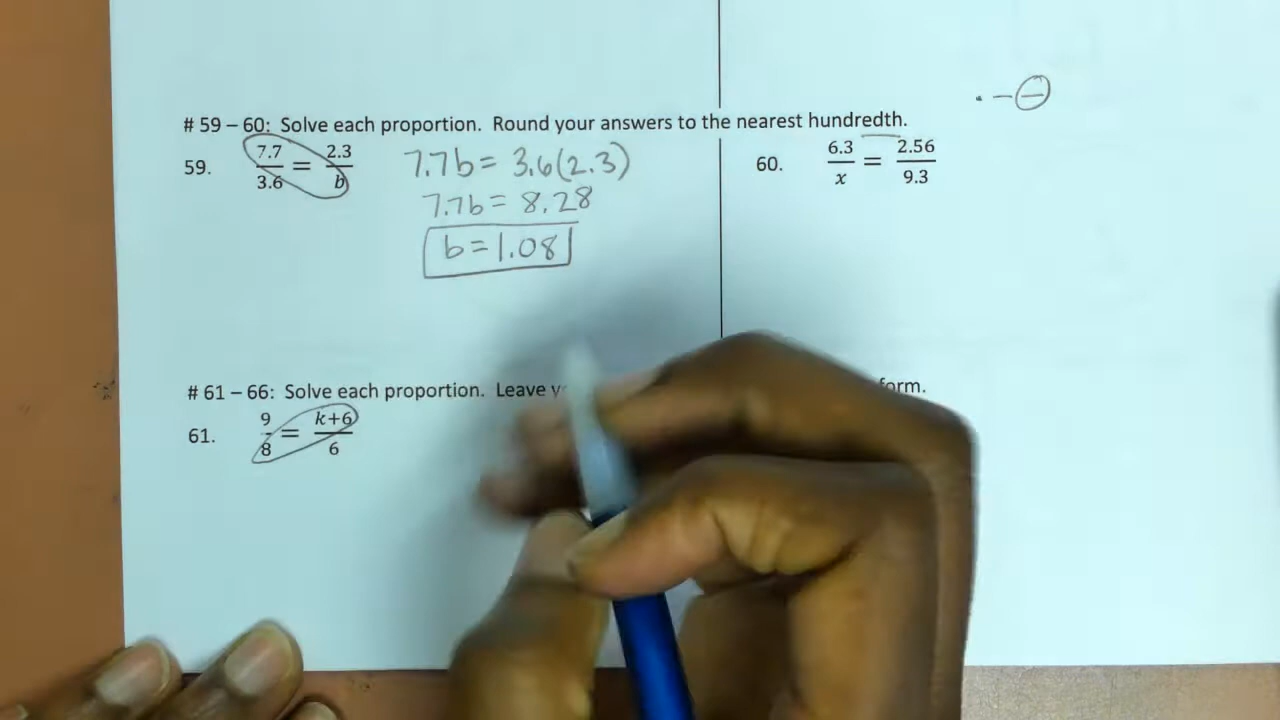 # 59 – 60: Solve each proportion. Round your answers to the nearest hundredth.
59. 7.7/3.6 = 2.3/b
7.7b = 3.6(2.3)
7.7b = 8.28
b = 1.08
60. 6.3/x = 2.56/9.3
# 61 – 66: Solve each proportion. Leave form.
61. 9/8 = k+6/6